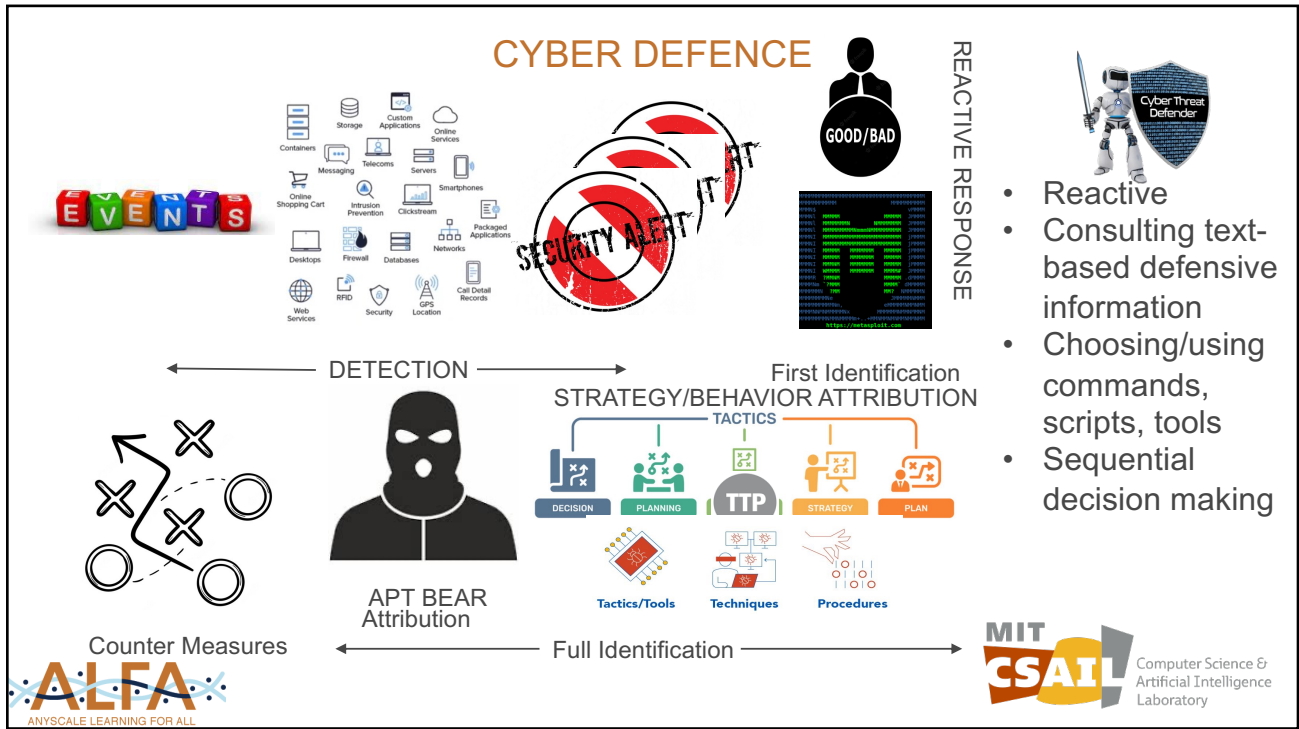 CYBER DEFENCE
EVENTS
EVENTS
Containers
Storage
Custom
Applications
Online
Services
Messaging
Telecoms
Servers
Smartphones
Online
Shopping Cart
Intrusion
Prevention
Clickstream
Packaged
Applications
Desktops
Firewall
Databases
Networks
Web
Services
RFID
Security
GPS
Location
Call Detail
Records
SECURITY ALERT
GOOD/BAD
https://metasploit.com
REACTIVE RESPONSE
Cyber Threat
Defender
• Reactive
• Consulting text-
based defensive
information
• Choosing/using
commands,
scripts, tools
• Sequential
decision making
DETECTION
First Identification
STRATEGY/BEHAVIOR ATTRIBUTION
TACTICS
DECISION
PLANNING
TTP
STRATEGY
PLAN
Tactics/Tools
Techniques
Procedures
APT BEAR
Attribution
Counter Measures
Full Identification
ALFA
ANYSCALE LEARNING FOR ALL
MIT
CSAIL
Computer Science &
Artificial Intelligence
Laboratory